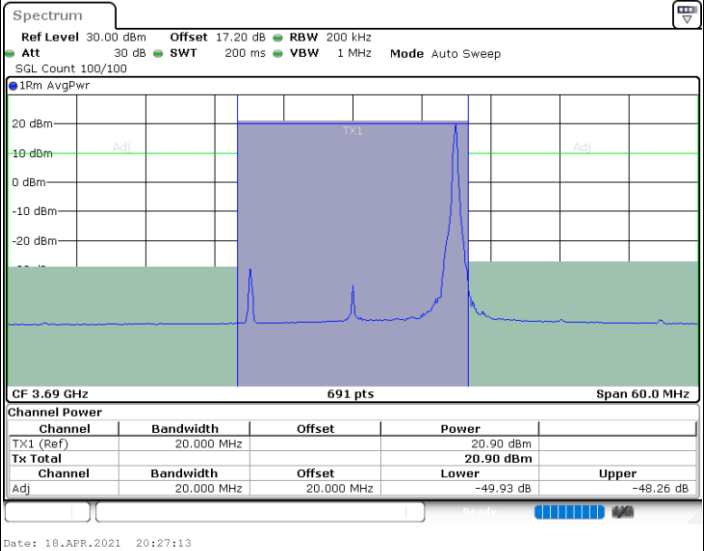 Spectrum
Ref Level 30.00 dBm Offset 17.20 dB RBW 200 kHz
Att 30 dB SWT 200 ms VBW 1 MHz Mode Auto Sweep
SGL Count 100/100
1Rm AvgPwr
20 dBm
TX1
Adj
Adj
10 dBm
0 dBm
-10 dBm
-20 dBm
CF 3.69 GHz 691 pts Span 60.0 MHz
Channel Power
Channel Bandwidth Offset Power
TX1 (Ref) 20.000 MHz 20.90 dBm
Tx Total 20.90 dBm
Channel Bandwidth Offset Lower Upper
Adj 20.000 MHz 20.000 MHz -49.93 dB -48.26 dB
Ready
Date: 18.APR.2021 20:27:13